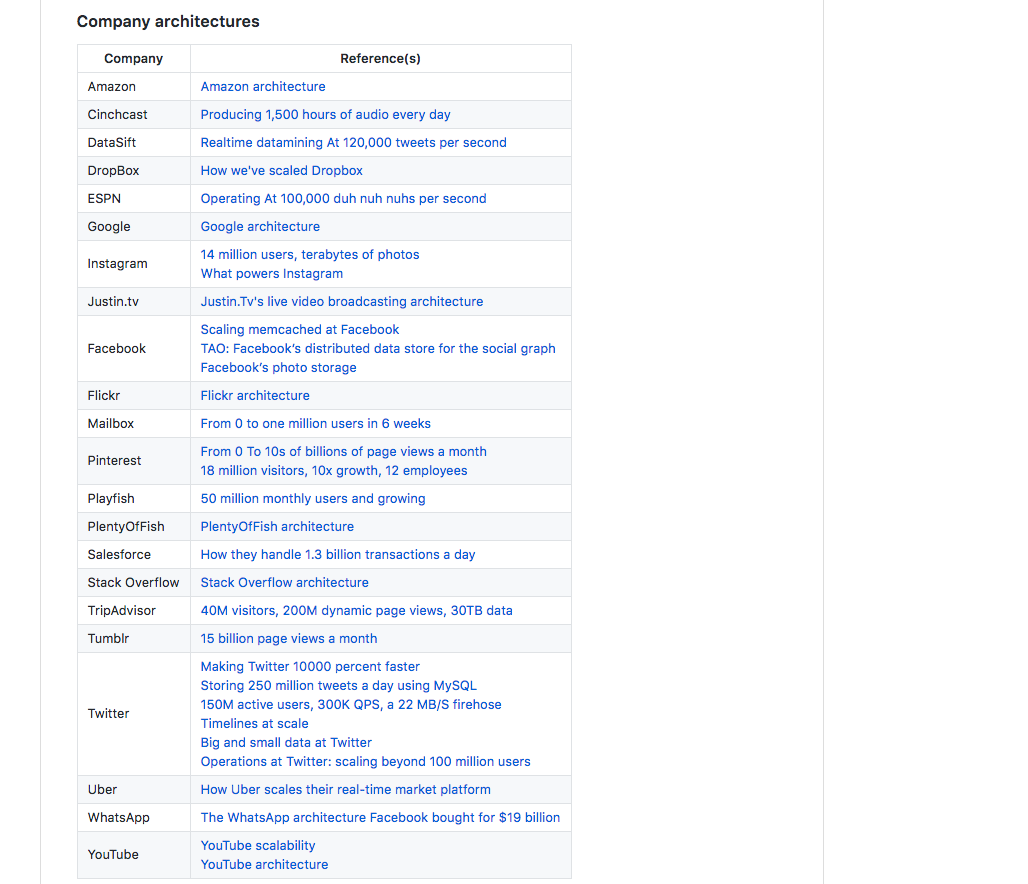 Company architectures
Company Reference(s)
Amazon Amazon architecture
Cinchcast Producing 1,500 hours of audio every day
DataSift Realtime datamining At 120,000 tweets per second
DropBox How we've scaled Dropbox
ESPN Operating At 100,000 duh nuh nuhs per second
Google Google architecture
Instagram
14 million users, terabytes of photos
What powers Instagram
Justin.tv Justin.Tv's live video broadcasting architecture
Facebook
Scaling memcached at Facebook
TAO: Facebook’s distributed data store for the social graph
Facebook’s photo storage
Flickr Flickr architecture
Mailbox From 0 to one million users in 6 weeks
Pinterest
From 0 To 10s of billions of page views a month
18 million visitors, 10x growth, 12 employees
Playfish 50 million monthly users and growing
PlentyOfFish PlentyOfFish architecture
Salesforce How they handle 1.3 billion transactions a day
Stack Overflow Stack Overflow architecture
TripAdvisor 40M visitors, 200M dynamic page views, 30TB data
Tumblr 15 billion page views a month
Twitter
Making Twitter 10000 percent faster
Storing 250 million tweets a day using MySQL
150M active users, 300K QPS, a 22 MB/S firehose
Timelines at scale
Big and small data at Twitter
Operations at Twitter: scaling beyond 100 million users
Uber How Uber scales their real-time market platform
WhatsApp The WhatsApp architecture Facebook bought for $19 billion
YouTube
YouTube scalability
YouTube architecture